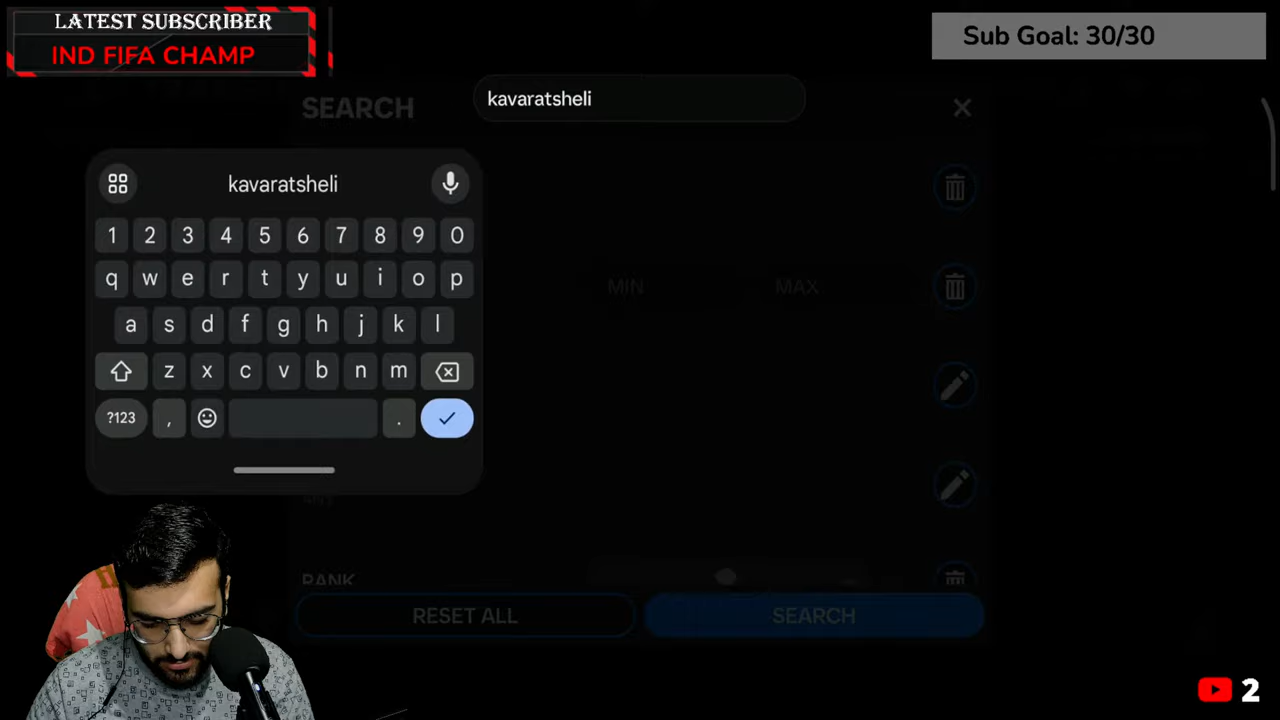 LATEST SUBSCRIBER
IND FIFA CHAMP
Sub Goal: 30/30
SEARCH
kavaratsheli
kavaratsheli
1 2 3 4 5 6 7 8 9 0
q w e r t y u i o p
a s d f g h j k l
z x c v b n m
?123 , .
MIN MAX
RANK
RESET ALL
SEARCH
2